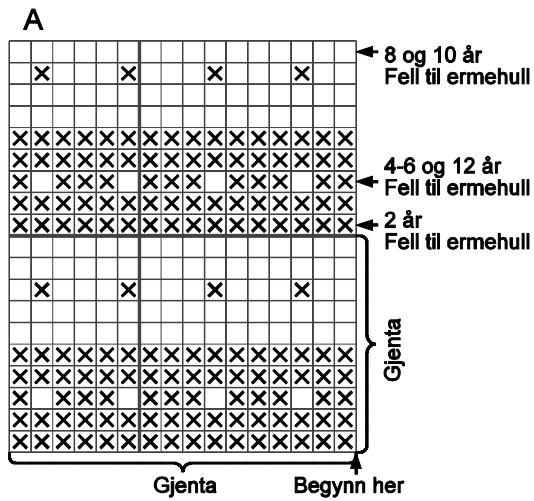 A
8 og 10 år
Fell til ermehull
4-6 og 12 år
Fell til ermehull
2 år
Fell til ermehull
Gjenta
Gjenta
Begynn her